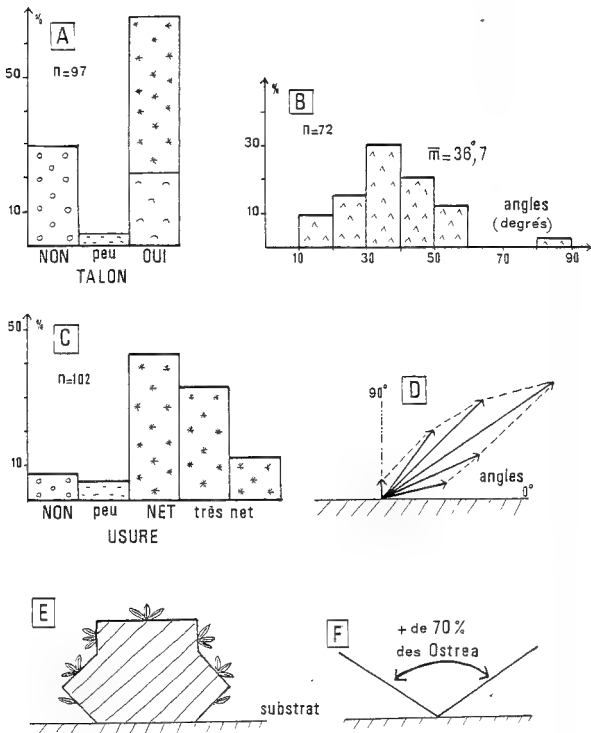 %
A
50
n=97
10
NON peu OUI
TALON
%
B
n=72
30
m̅=36°,7
10
angles
(degrés)
10 30 50 70 90
50 %
C
n=102
10
NON peu NET très net
USURE
D
90°
angles
0°
E
substrat
F
+ de 70%
des Ostrea